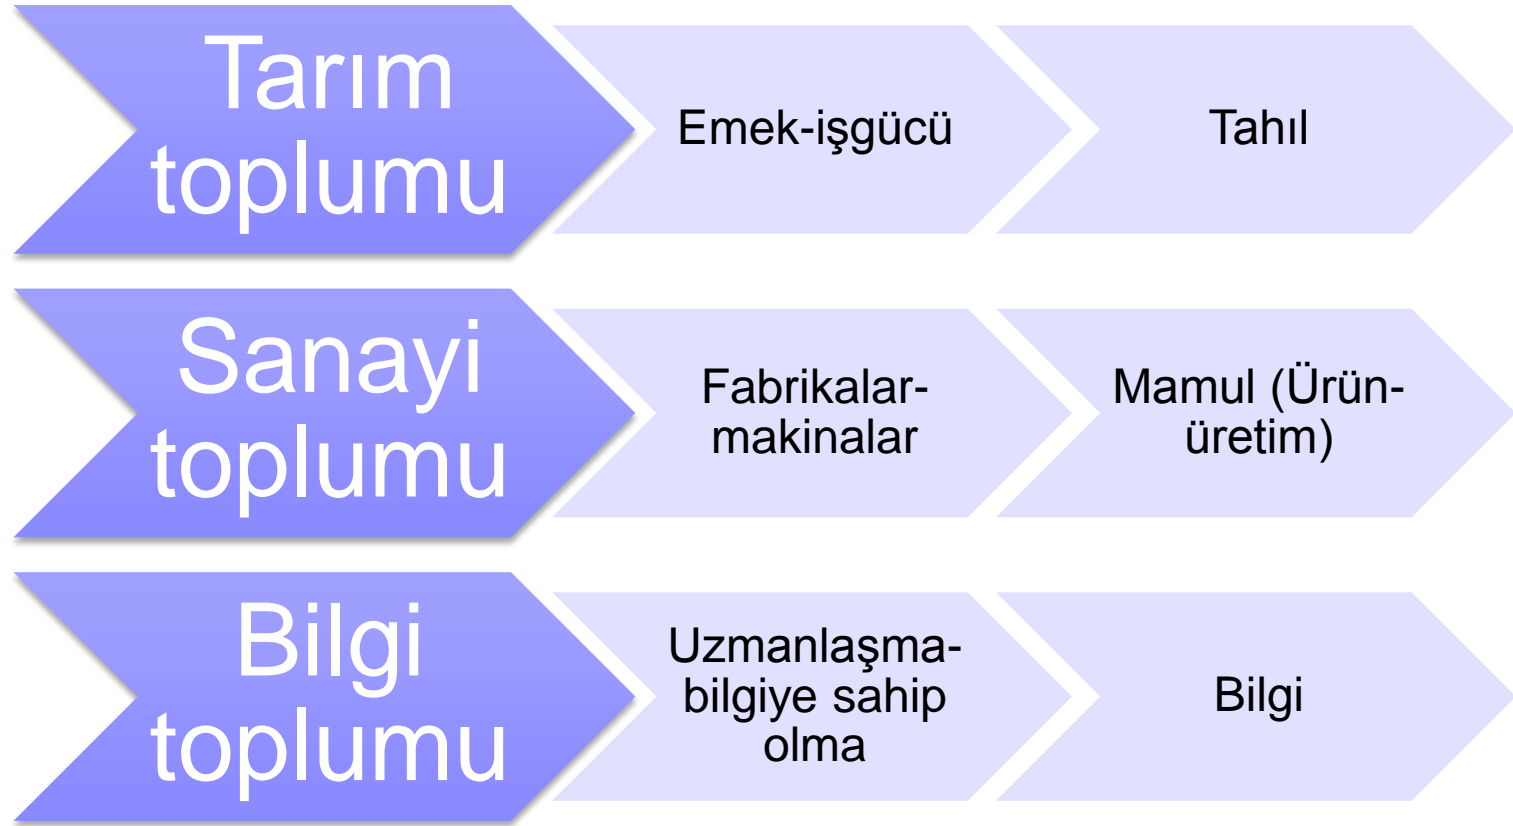 Tarım
toplumu
Emek-işgücü
Tahıl
Sanayi
toplumu
Fabrikalar-
makinalar
Mamul (Ürün-
üretim)
Bilgi
toplumu
Uzmanlaşma-
bilgiye sahip
olma
Bilgi